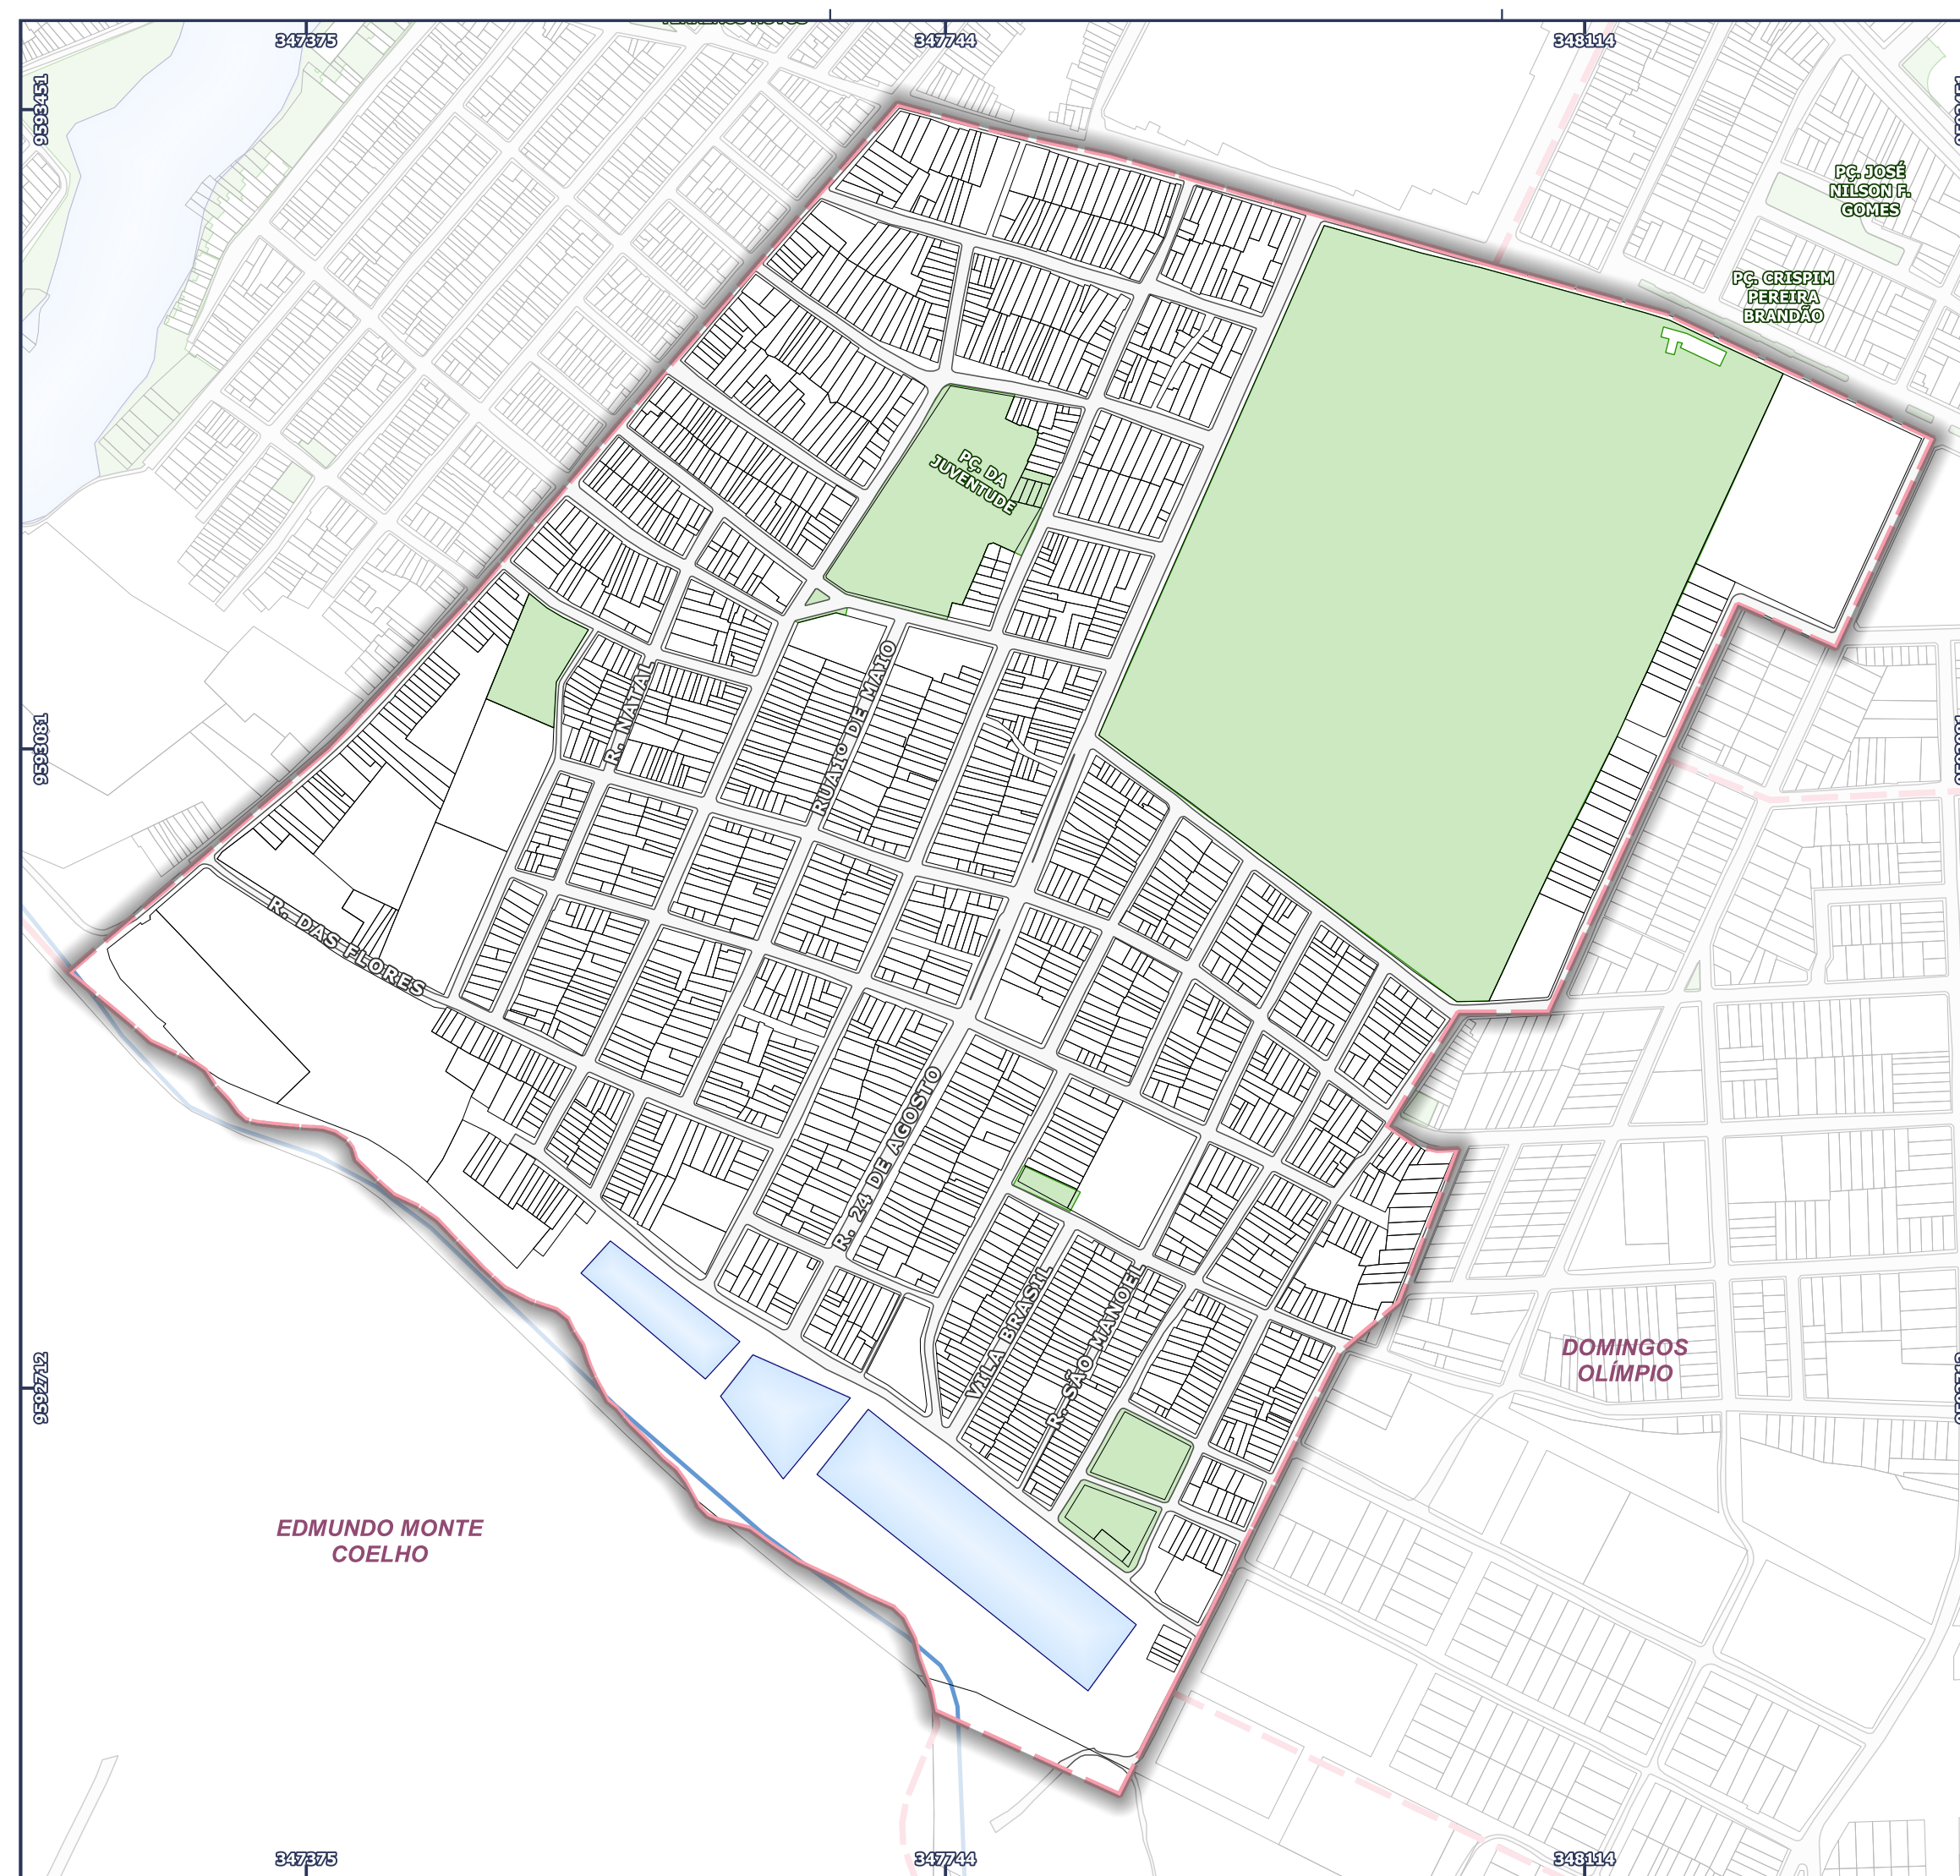 347375
347744
348114
9593451
PÇ. JOSÉ
NILSON F.
GOMES
PÇ. CRISPIM
PEREIRA
BRANDÃO
PÇ. DA
JUVENTUDE
R. NATAL
RUA 1º DE MAIO
9593081
R. DAS FLORES
R. 24 DE AGOSTO
VILA BRASIL
R. SÃO MANOEL
9592712
DOMINGOS
OLÍMPIO
EDMUNDO MONTE
COELHO
347375
347744
348114